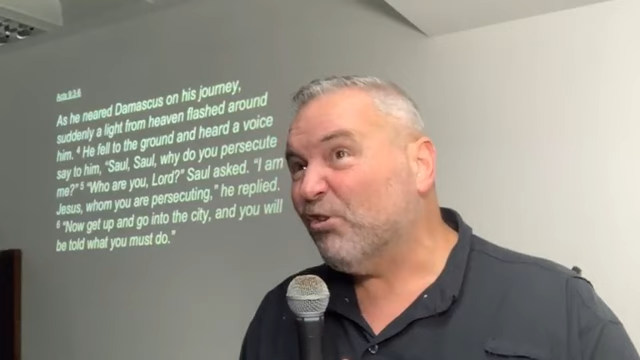 Acts 9:3-6
As he neared Damascus on his journey,
suddenly a light from heaven flashed around
him. 4 He fell to the ground and heard a voice
say to him, “Saul, Saul, why do you persecute
me?” 5 “Who are you, Lord?” Saul asked. “I am
Jesus, whom you are persecuting,” he replied.
6 “Now get up and go into the city, and you will
be told what you must do.”